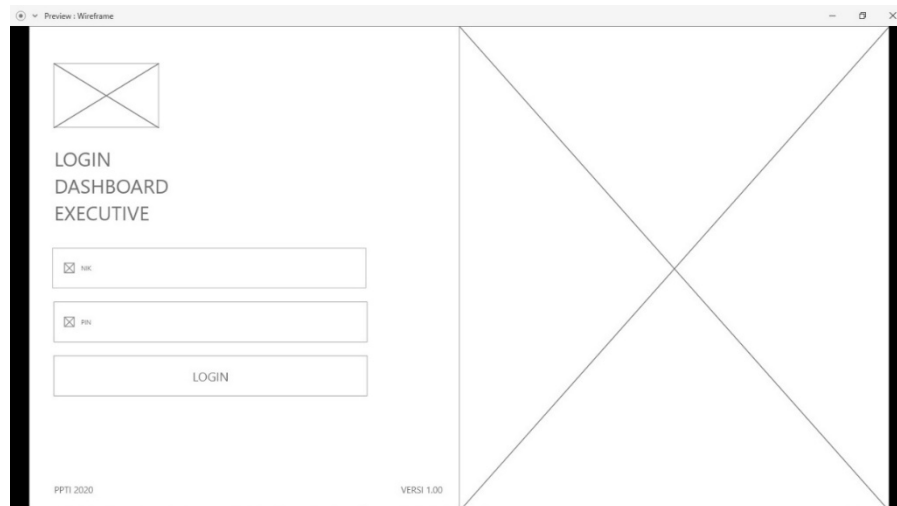 Preview : Wireframe
LOGIN
DASHBOARD
EXECUTIVE
NIK
PIN
LOGIN
PPTI 2020
VERSI 1.00